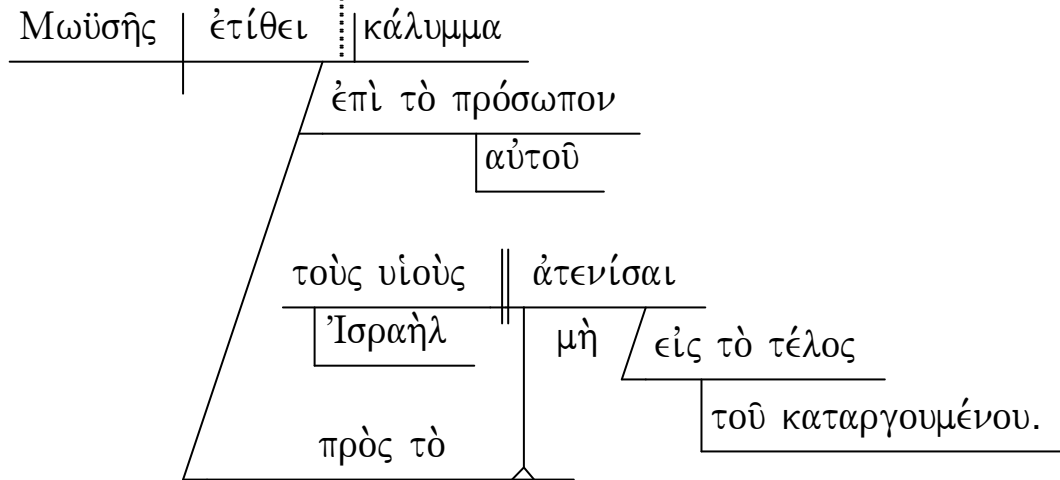 Μωϋσῆς ἐτίθει κάλυμμα
ἐπὶ τὸ πρόσωπον
αὐτοῦ
τοὺς υἱοὺς ἀτενίσαι
Ἰσραὴλ μὴ εἰς τὸ τέλος
τοῦ καταργουμένου.
πρὸς τὸ